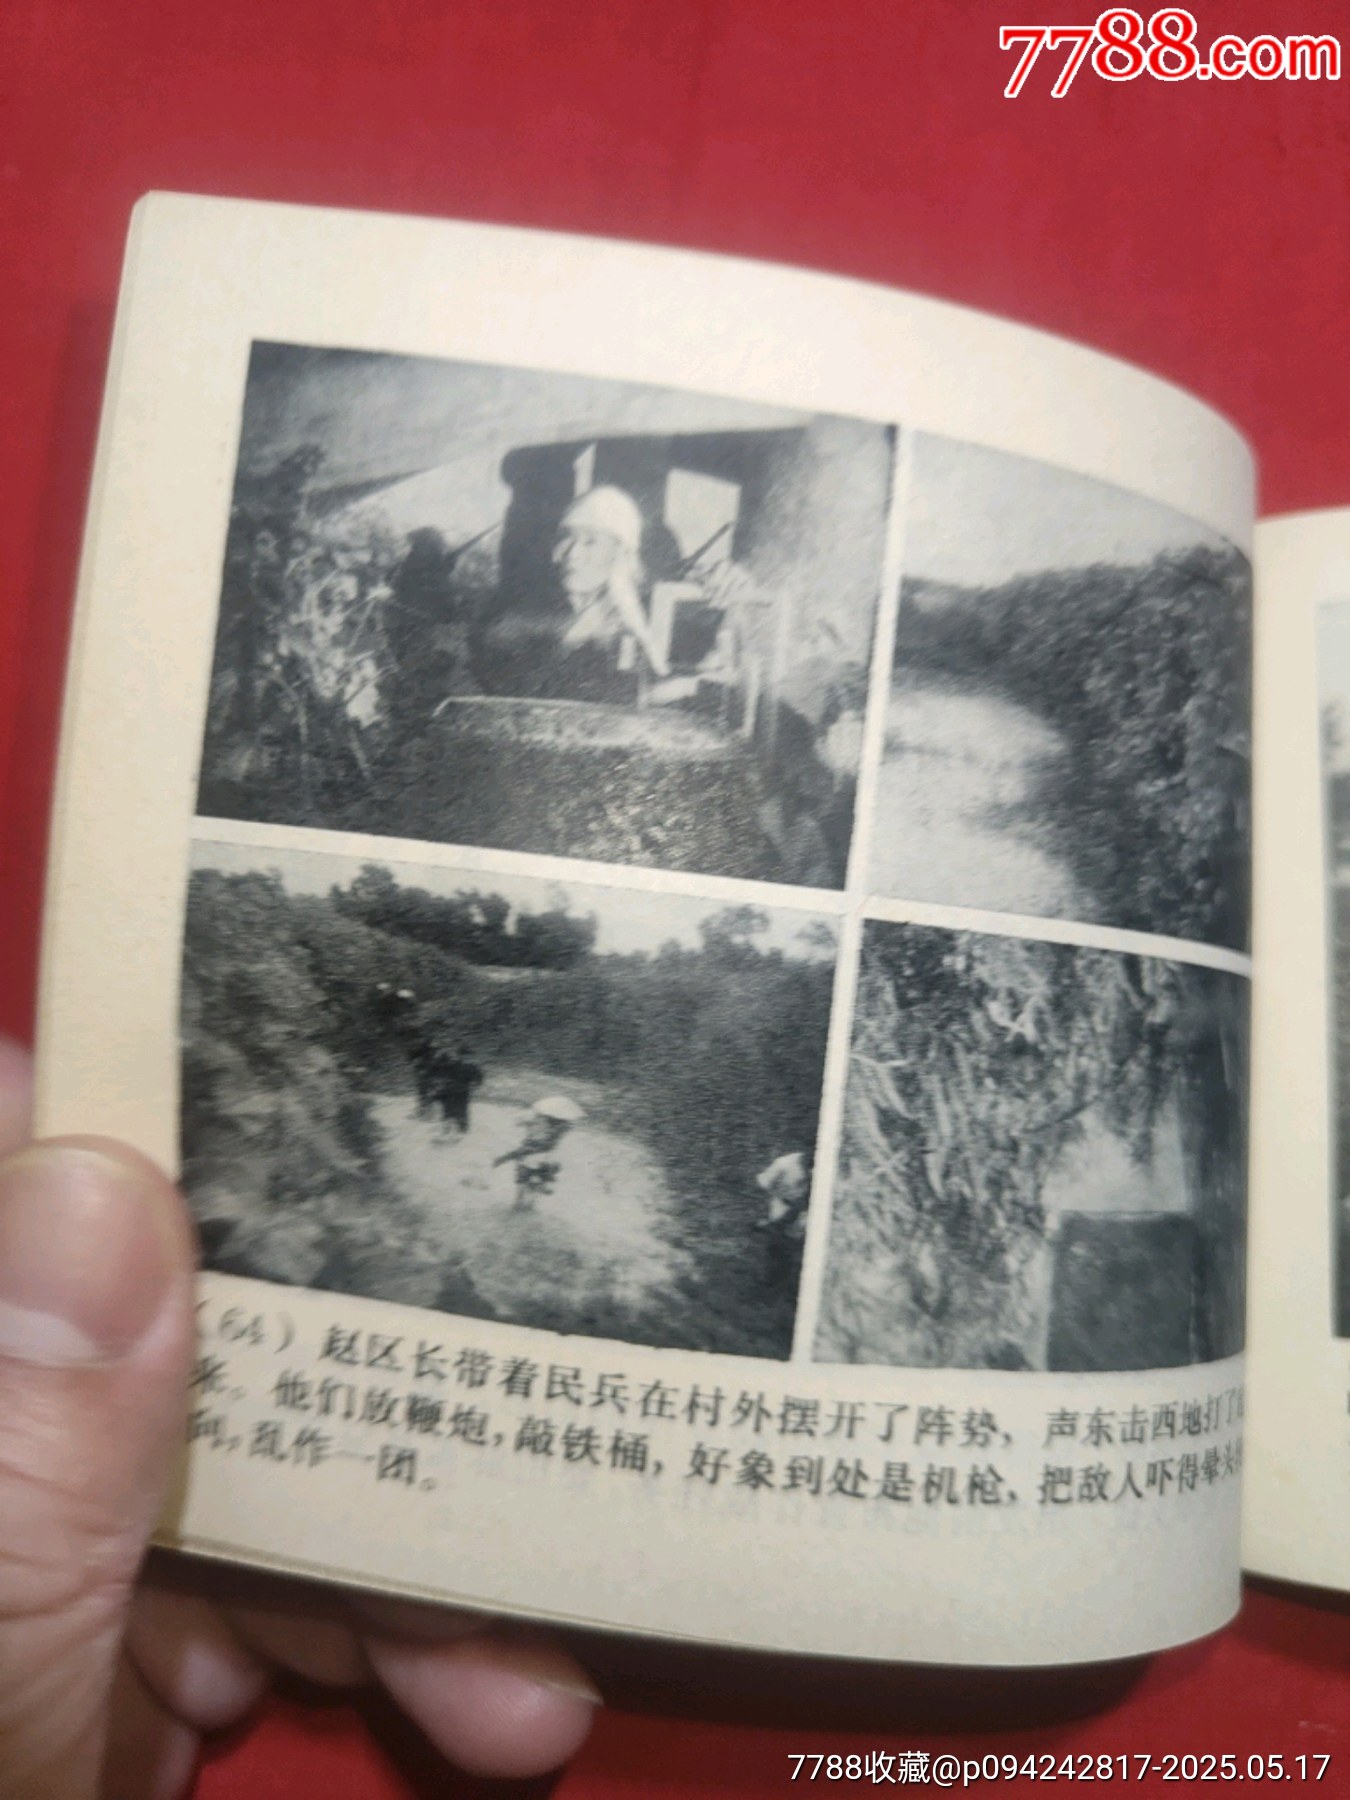 7788.com
(64) 赵区长带着民兵在村外摆开了阵势，声东击西地打了
来。他们放鞭炮，敲铁桶，好象到处是机枪，把敌人吓得晕头
向，乱作一团。
7788收藏@p094242817-2025.05.17